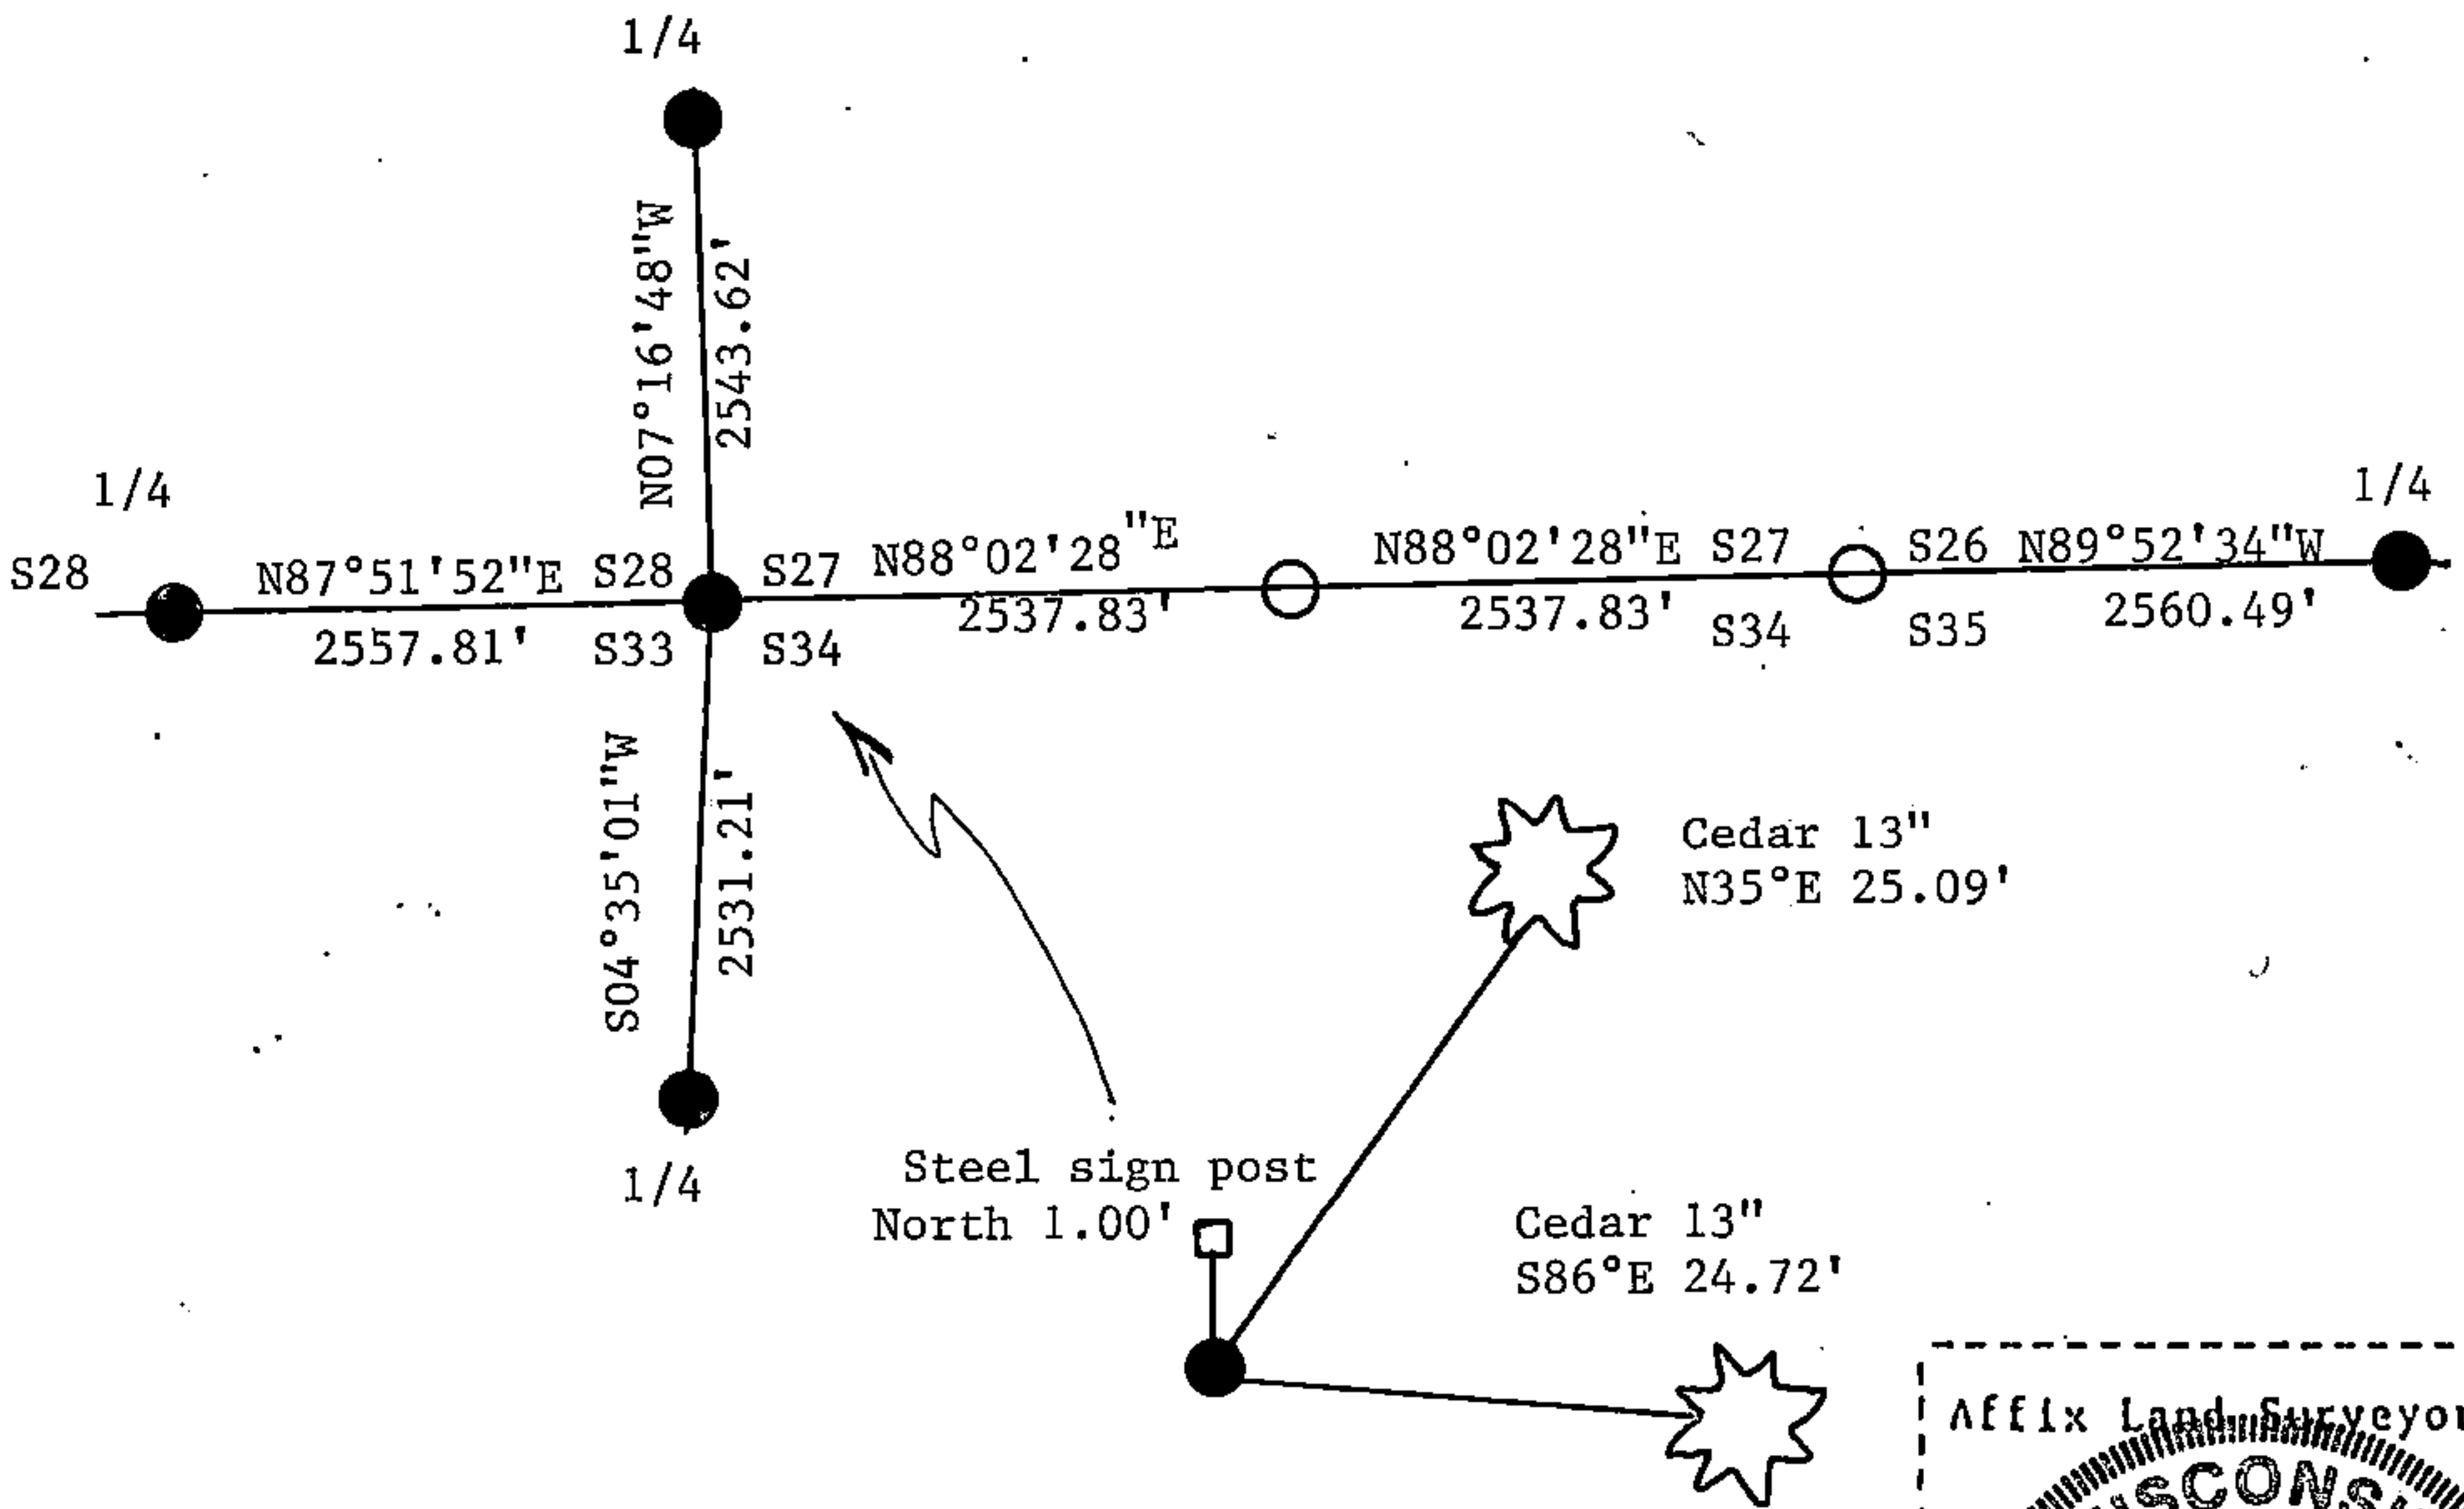 1/4
N07°16'48"W
2543.62'
1/4
1/4
S28
N87°51'52"E
S28
S27
N88°02'28"E
N88°02'28"E
S27
S26
N89°52'34"W
2557.81'
S33
S34
2537.83'
2537.83'
S34
S35
2560.49'
S04°35'01"W
2531.21'
1/4
Cedar 13"
N35°E 25.09'
Steel sign post
North 1.00'
Cedar 13"
S86°E 24.72'
Affix Land Surveyor